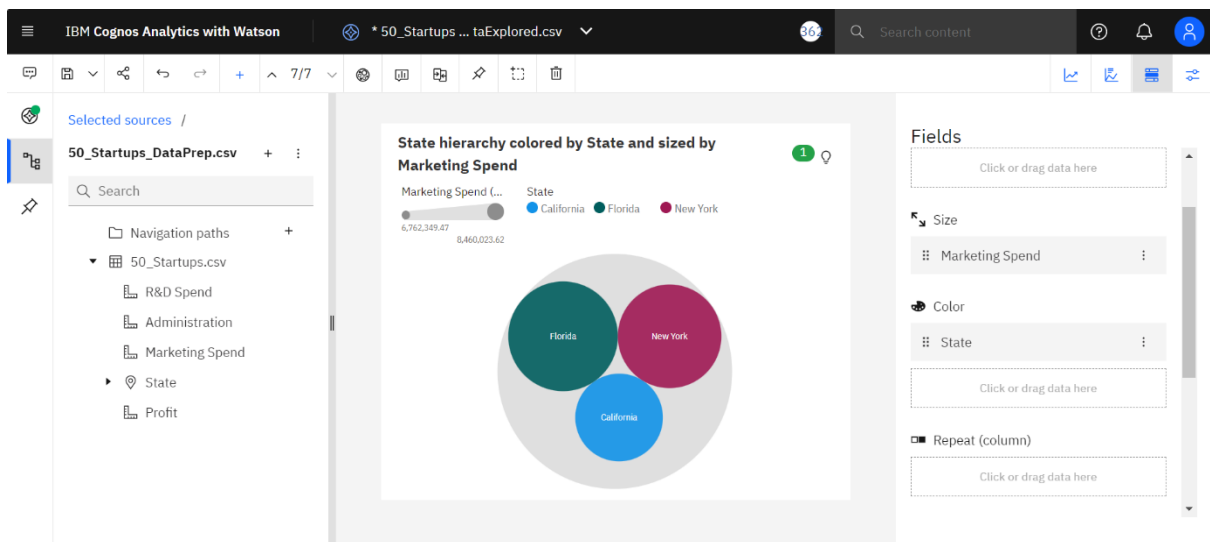 IBM Cognos Analytics with Watson
* 50_Startups ... taExplored.csv
362
Search content
7/7
Selected sources /
50_Startups_DataPrep.csv
Search
Navigation paths
50_Startups.csv
R&D Spend
Administration
Marketing Spend
State
Profit
State hierarchy colored by State and sized by
Marketing Spend
1
Marketing Spend (...
State
California
Florida
New York
6,762,349.47
8,460,023.62
Florida
New York
California
Fields
Click or drag data here
Size
Marketing Spend
Color
State
Click or drag data here
Repeat (column)
Click or drag data here